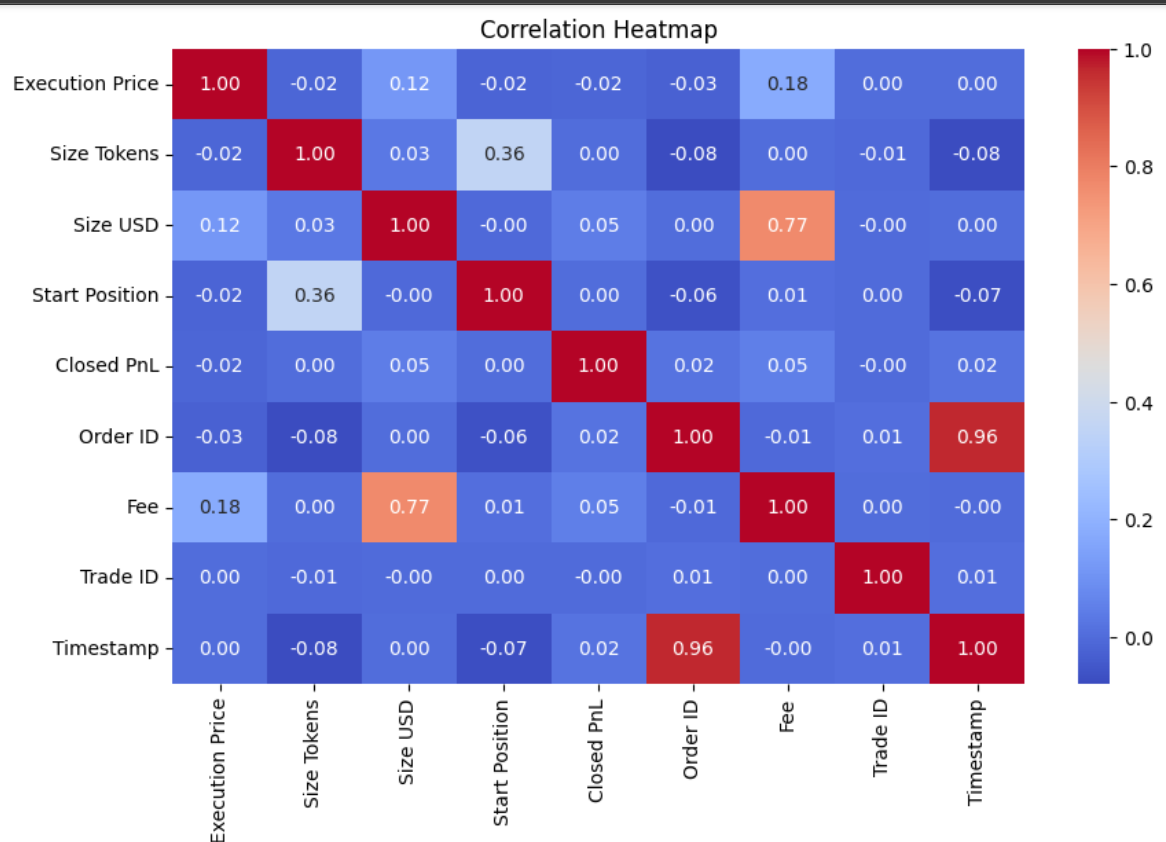 Correlation Heatmap
Execution Price 1.00 -0.02 0.12 -0.02 -0.02 -0.03 0.18 0.00 0.00
Size Tokens -0.02 1.00 0.03 0.36 0.00 -0.08 0.00 -0.01 -0.08
Size USD 0.12 0.03 1.00 -0.00 0.05 0.00 0.77 -0.00 0.00
Start Position -0.02 0.36 -0.00 1.00 0.00 -0.06 0.01 0.00 -0.07
Closed PnL -0.02 0.00 0.05 0.00 1.00 0.02 0.05 -0.00 0.02
Order ID -0.03 -0.08 0.00 -0.06 0.02 1.00 -0.01 0.01 0.96
Fee 0.18 0.00 0.77 0.01 0.05 -0.01 1.00 0.00 -0.00
Trade ID 0.00 -0.01 -0.00 0.00 -0.00 0.01 0.00 1.00 0.01
Timestamp 0.00 -0.08 0.00 -0.07 0.02 0.96 -0.00 0.01 1.00
Execution Price
Size Tokens
Size USD
Start Position
Closed PnL
Order ID
Fee
Trade ID
Timestamp
1.0
0.8
0.6
0.4
0.2
0.0